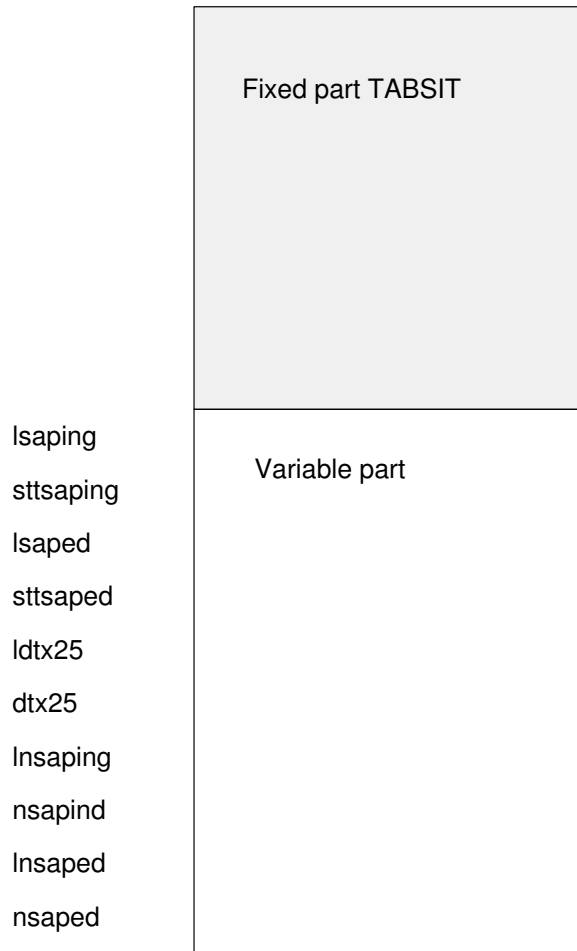 Fixed part TABSIT
lsaping
Variable part
sttsaping
lsaped
sttsaped
ldtx25
dtx25
lnsaping
nsapind
lnsaped
nsaped